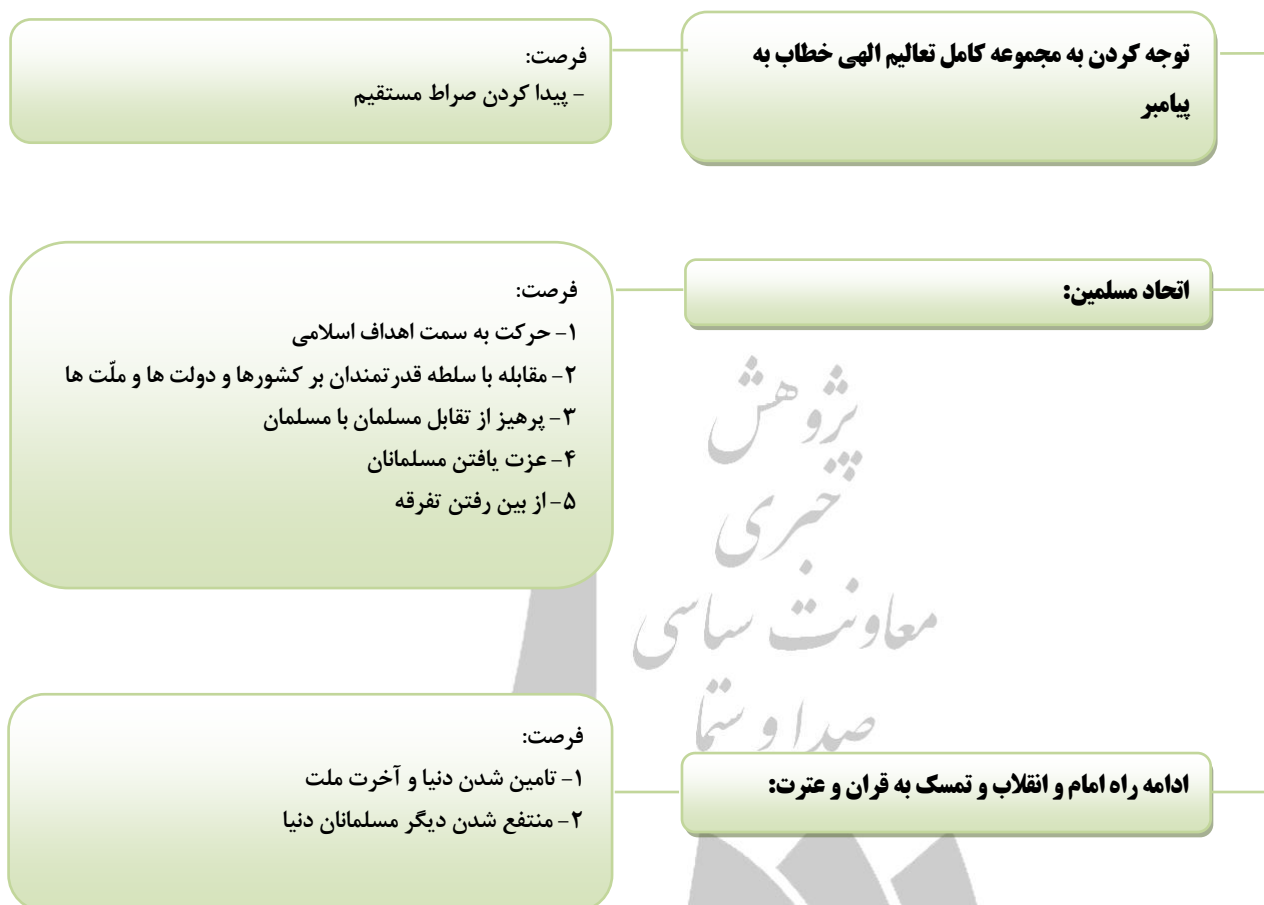 توجه کردن به مجموعه کامل تعالیم الهی خطاب به
پیامبر
فرصت:
- پیدا کردن صراط مستقیم
اتحاد مسلمین:
فرصت:
۱- حرکت به سمت اهداف اسلامی
۲- مقابله با سلطه قدرتمندان بر کشورها و دولت ها و ملّت ها
۳- پرهیز از تقابل مسلمان با مسلمان
۴- عزت یافتن مسلمانان
۵- از بین رفتن تفرقه
پژوهش
خبری
معاونت سیاسی
صدا و سیما
ادامه راه امام و انقلاب و تمسک به قران و عترت:
فرصت:
۱- تامین شدن دنیا و آخرت ملت
۲- منتفع شدن دیگر مسلمانان دنیا